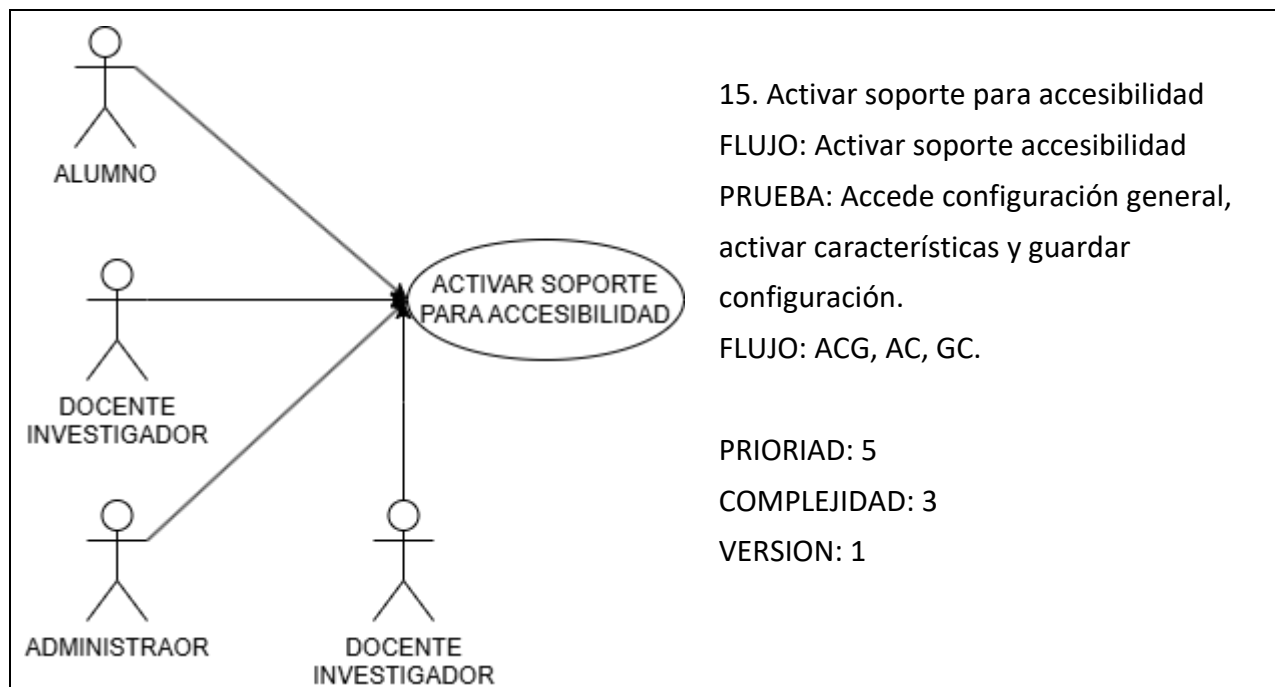 ALUMNO
DOCENTE
INVESTIGADOR
ADMINISTRAOR
DOCENTE
INVESTIGADOR
ACTIVAR SOPORTE
PARA ACCESIBILIDAD
15. Activar soporte para accesibilidad
FLUJO: Activar soporte accesibilidad
PRUEBA: Accede configuración general,
activar características y guardar
configuración.
FLUJO: ACG, AC, GC.
PRIORIAD: 5
COMPLEJIDAD: 3
VERSION: 1